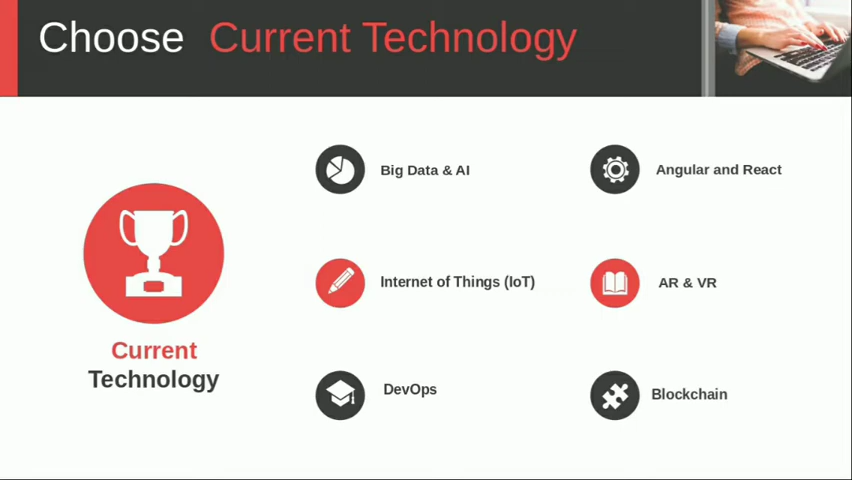 Choose Current Technology
Big Data & AI
Angular and React
Internet of Things (IoT)
AR & VR
Current
Technology
DevOps
Blockchain